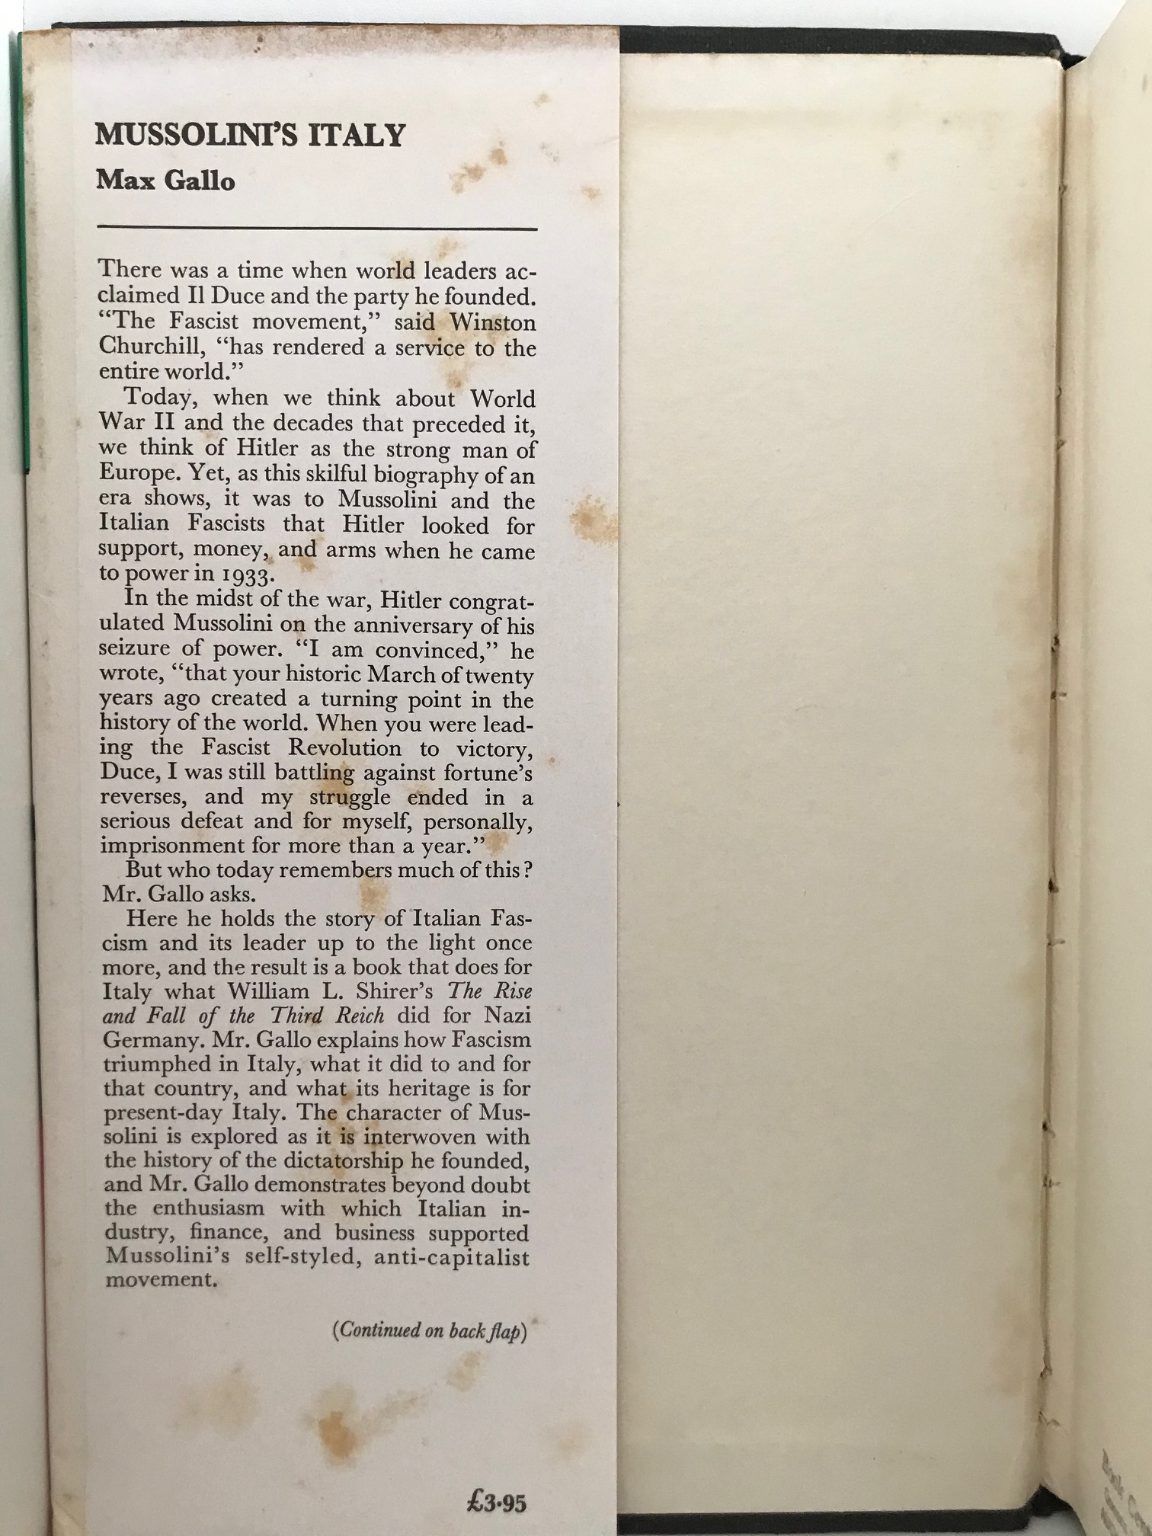 MUSSOLINI'S ITALY
Max Gallo
There was a time when world leaders ac-
claimed Il Duce and the party he founded.
“The Fascist movement,” said Winston
Churchill, “has rendered a service to the
entire world.”
Today, when we think about World
War II and the decades that preceded it,
we think of Hitler as the strong man of
Europe. Yet, as this skilful biography of an
era shows, it was to Mussolini and the
Italian Fascists that Hitler looked for
support, money, and arms when he came
to power in 1933.
In the midst of the war, Hitler congrat-
ulated Mussolini on the anniversary of his
seizure of power. “I am convinced,” he
wrote, “that your historic March of twenty
years ago created a turning point in the
history of the world. When you were lead-
ing the Fascist Revolution to victory,
Duce, I was still battling against fortune’s
reverses, and my struggle ended in a
serious defeat and for myself, personally,
imprisonment for more than a year.”
But who today remembers much of this?
Mr. Gallo asks.
Here he holds the story of Italian Fas-
cism and its leader up to the light once
more, and the result is a book that does for
Italy what William L. Shirer’s The Rise
and Fall of the Third Reich did for Nazi
Germany. Mr. Gallo explains how Fascism
triumphed in Italy, what it did to and for
that country, and what its heritage is for
present-day Italy. The character of Mus-
solini is explored as it is interwoven with
the history of the dictatorship he founded,
and Mr. Gallo demonstrates beyond doubt
the enthusiasm with which Italian in-
dustry, finance, and business supported
Mussolini’s self-styled, anti-capitalist
movement.
(Continued on back flap)
£3·95
Book